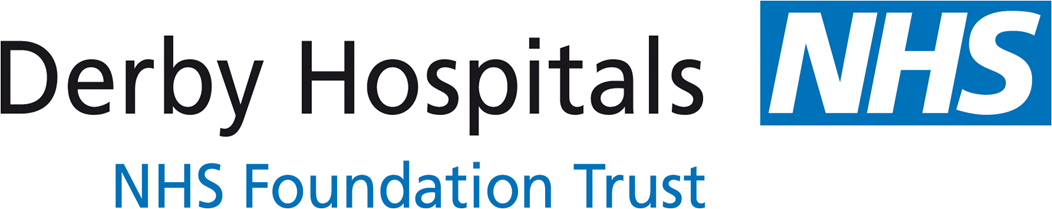 Derby Hospitals NHS
NHS Foundation Trust